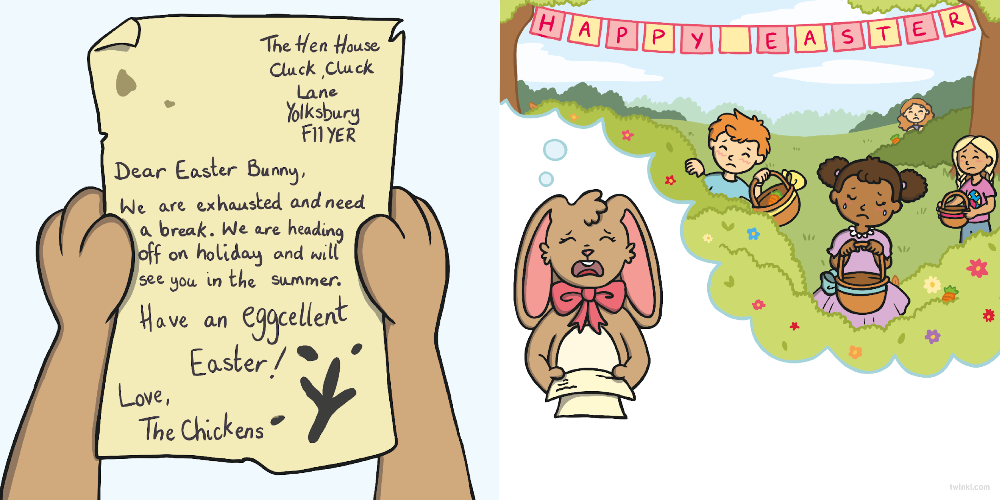 The Hen House
Cluck, Cluck
Lane
Yolksbury
F11YER
Dear Easter Bunny,
We are exhausted and need
a break. We are heading
off on holiday and will
see you in the summer.
Have an eggcellent
Easter!
Love,
The Chickens
HAPPY EASTER
twinkl.com